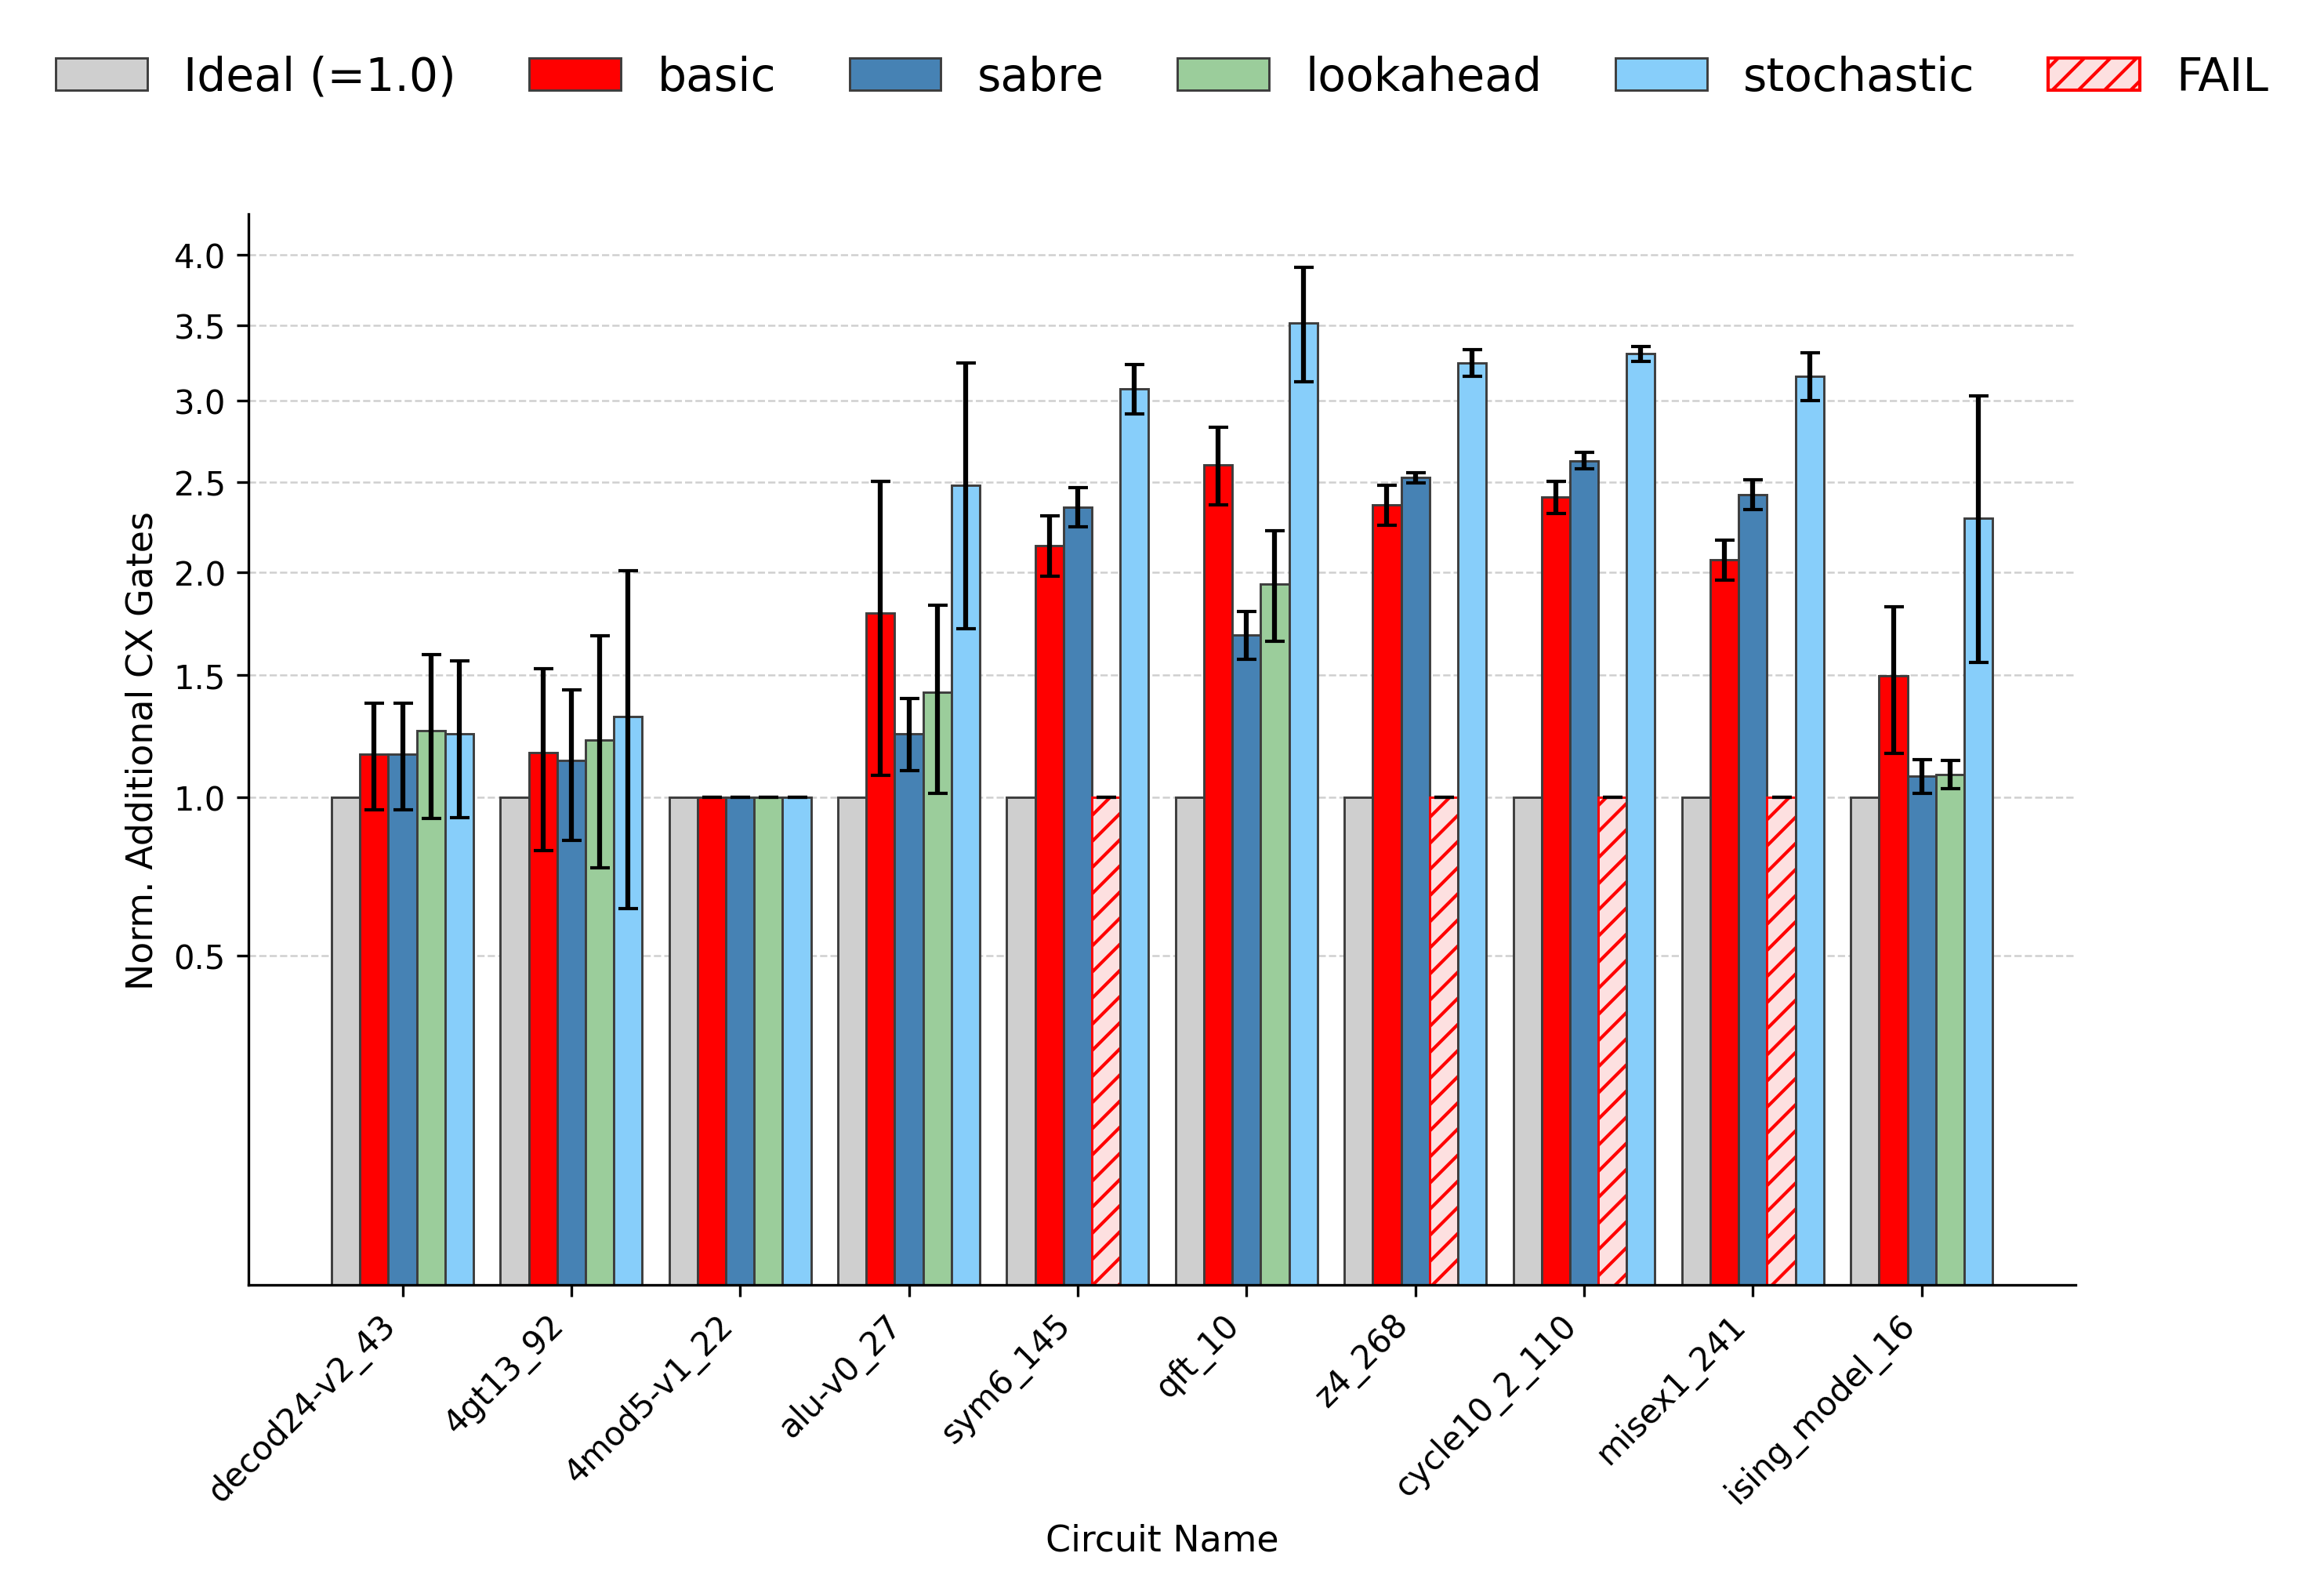 Ideal (=1.0) basic sabre lookahead stochastic FAIL
Norm. Additional CX Gates
4.0
3.5
3.0
2.5
2.0
1.5
1.0
0.5
decod24-v2_43
4gt13_92
4mod5-v1_22
alu-v0_27
sym6_145
qft_10
z4_268
cycle10_2_110
misex1_241
ising_model_16
Circuit Name